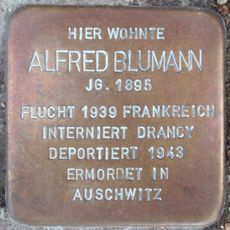 HIER WOHNTE
ALFRED BLUMANN
JG. 1895
FLUCHT 1939 FRANKREICH
INTERNIERT DRANCY
DEPORTIERT 1943
ERMORDET IN
AUSCHWITZ